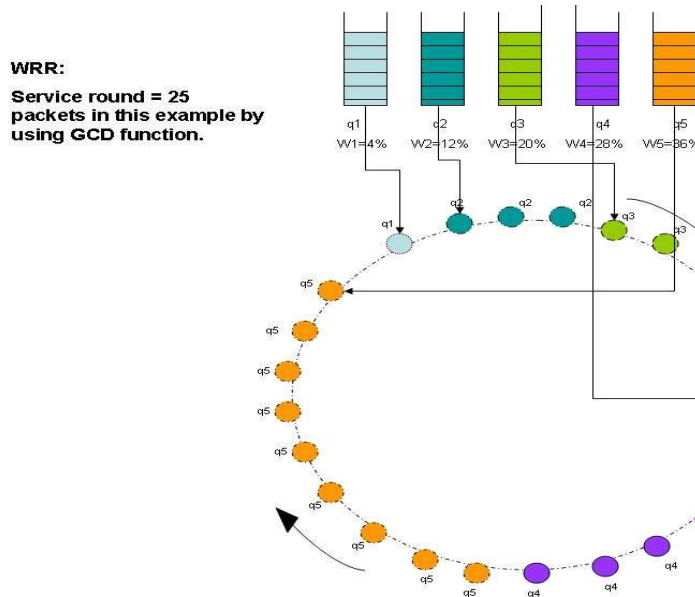 WRR:
Service round = 25
packets in this example by
using GCD function.
q1 q2 q3 q4 q5
W1=4% W2=12% W3=20% W4=28% W5=36%
q2 q2 q2
q1 q3
q3
q5
q5
q5
q5
q5
q5
q5
q5
q5
q4
q4
q4